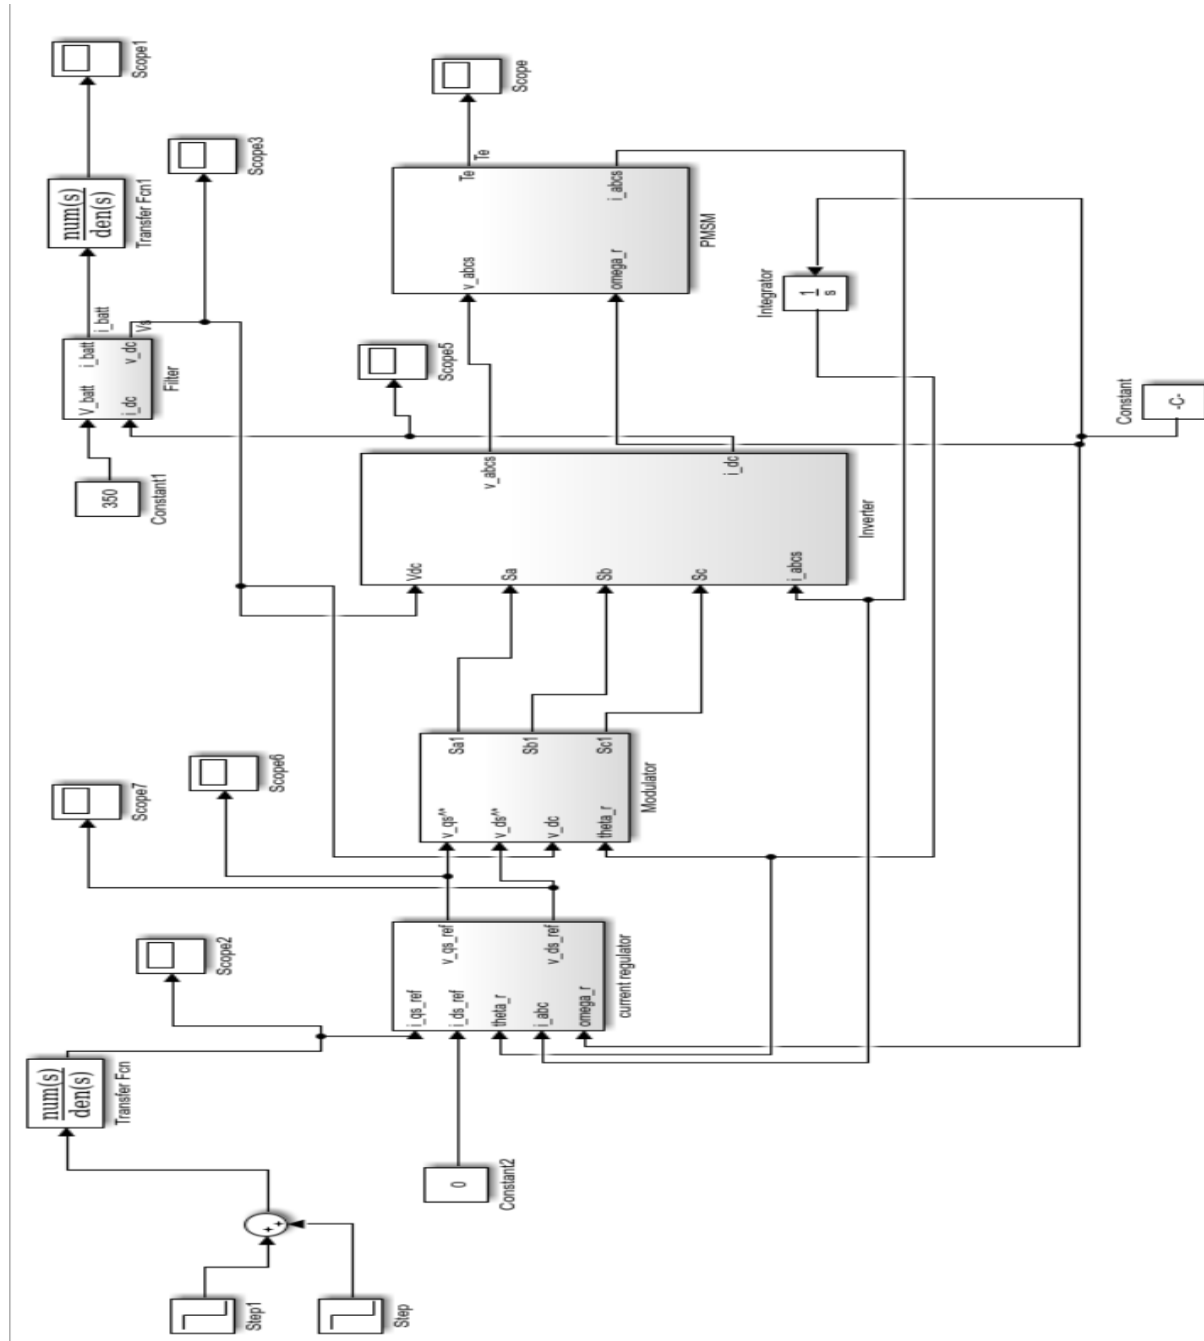 Step1
Step
+
+
num(s)
den(s)
Transfer Fcn
Scope2
0
Constant2
i_qs_ref
i_ds_ref
theta_r
i_abc
omega_r
v_qs_ref
v_ds_ref
current regulator
Scope7
Scope6
v_qs^*
v_ds^*
v_dc
theta_r
Sa1
Sb1
Sc1
Modulator
350
Constant1
Vdc
Sa
Sb
Sc
i_abcs
v_abcs
i_dc
Inverter
V_batt
i_dc
i_batt
v_dc
Filter
i_batt
Vs
Scope5
num(s)
den(s)
Transfer Fcn1
Scope1
Scope3
v_abcs
omega_r
Te
i_abcs
PMSM
Te
Scope
Integrator
1
s
Constant
-C-